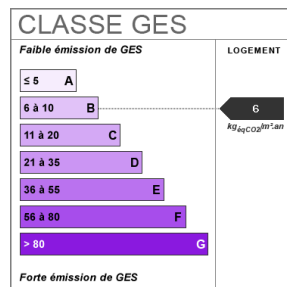 CLASSE GES
Faible émission de GES
LOGEMENT
≤ 5 A
6 à 10 B
6
kgéqCO2/m².an
11 à 20 C
21 à 35 D
36 à 55 E
56 à 80 F
> 80 G
Forte émission de GES